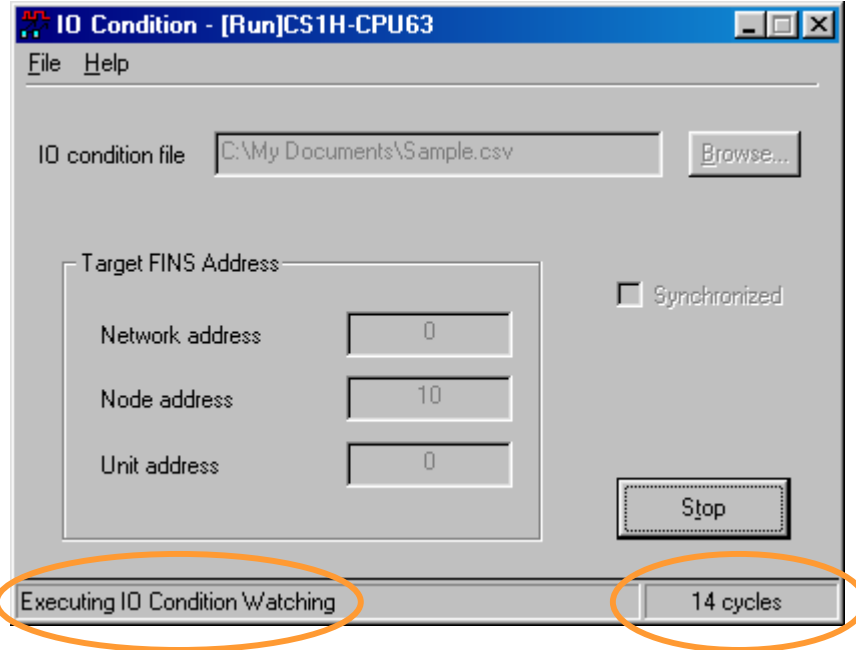 IO Condition - [Run]CS1H-CPU63
File Help
IO condition file C:\My Documents\Sample.csv Browse...
Target FINS Address
Synchronized
Network address 0
Node address 10
Unit address 0
Stop
Executing IO Condition Watching 14 cycles